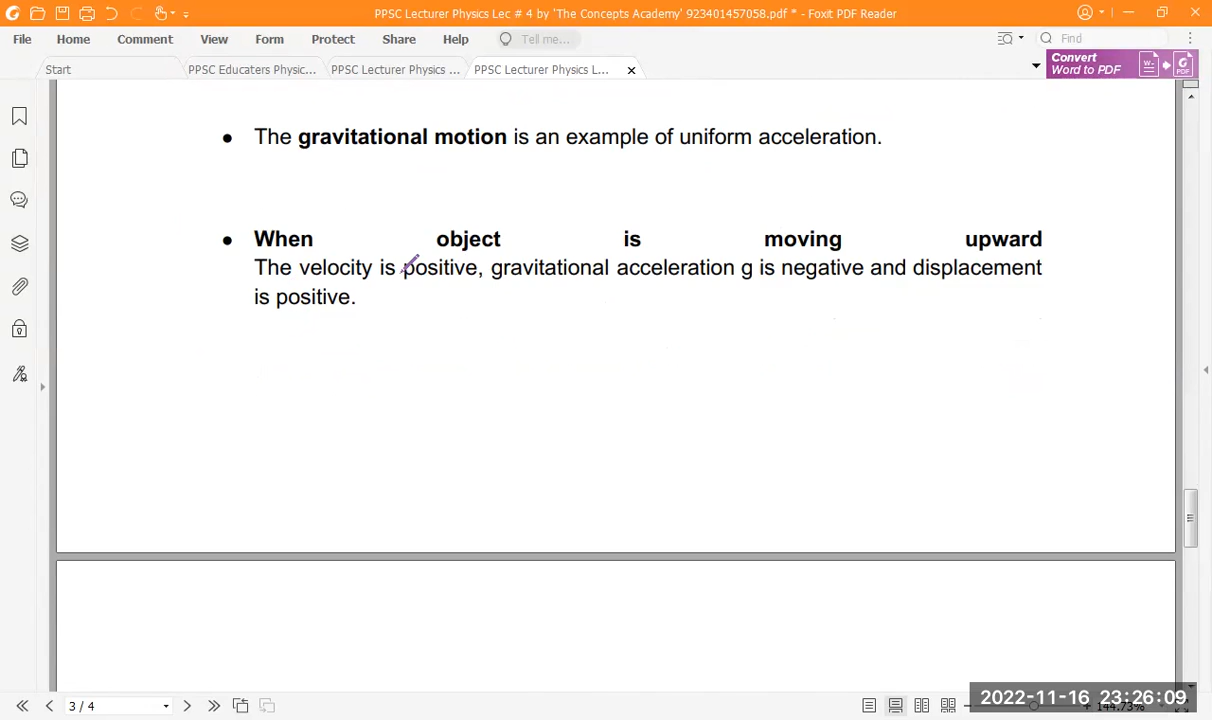 PPSC Lecturer Physics Lec # 4 by 'The Concepts Academy' 923401457058.pdf * - Foxit PDF Reader
File Home Comment View Form Protect Share Help Tell me... Find
Start PPSC Educaters Physic... PPSC Lecturer Physics ... PPSC Lecturer Physics L...
Convert
Word to PDF
● The gravitational motion is an example of uniform acceleration.
● When object is moving upward
The velocity is positive, gravitational acceleration g is negative and displacement
is positive.
3 / 4
144.73%
2022-11-16 23:26:09